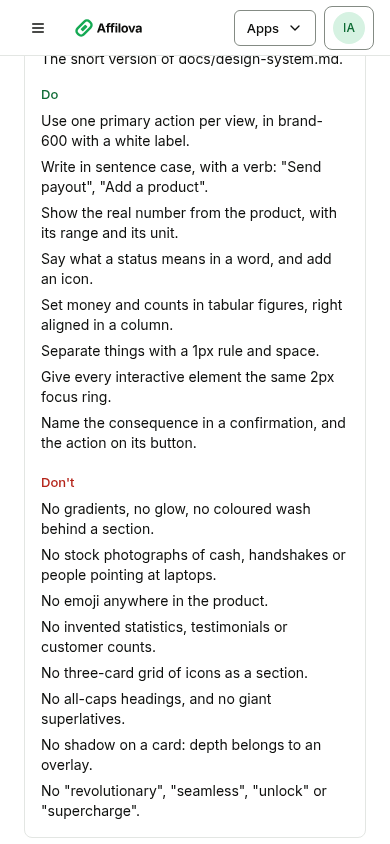 Affilova
Apps
IA
The short version of docs/design-system.md.
Do
Use one primary action per view, in brand-
600 with a white label.
Write in sentence case, with a verb: "Send
payout", "Add a product".
Show the real number from the product, with
its range and its unit.
Say what a status means in a word, and add
an icon.
Set money and counts in tabular figures, right
aligned in a column.
Separate things with a 1px rule and space.
Give every interactive element the same 2px
focus ring.
Name the consequence in a confirmation, and
the action on its button.
Don't
No gradients, no glow, no coloured wash
behind a section.
No stock photographs of cash, handshakes or
people pointing at laptops.
No emoji anywhere in the product.
No invented statistics, testimonials or
customer counts.
No three-card grid of icons as a section.
No all-caps headings, and no giant
superlatives.
No shadow on a card: depth belongs to an
overlay.
No "revolutionary", "seamless", "unlock" or
"supercharge".